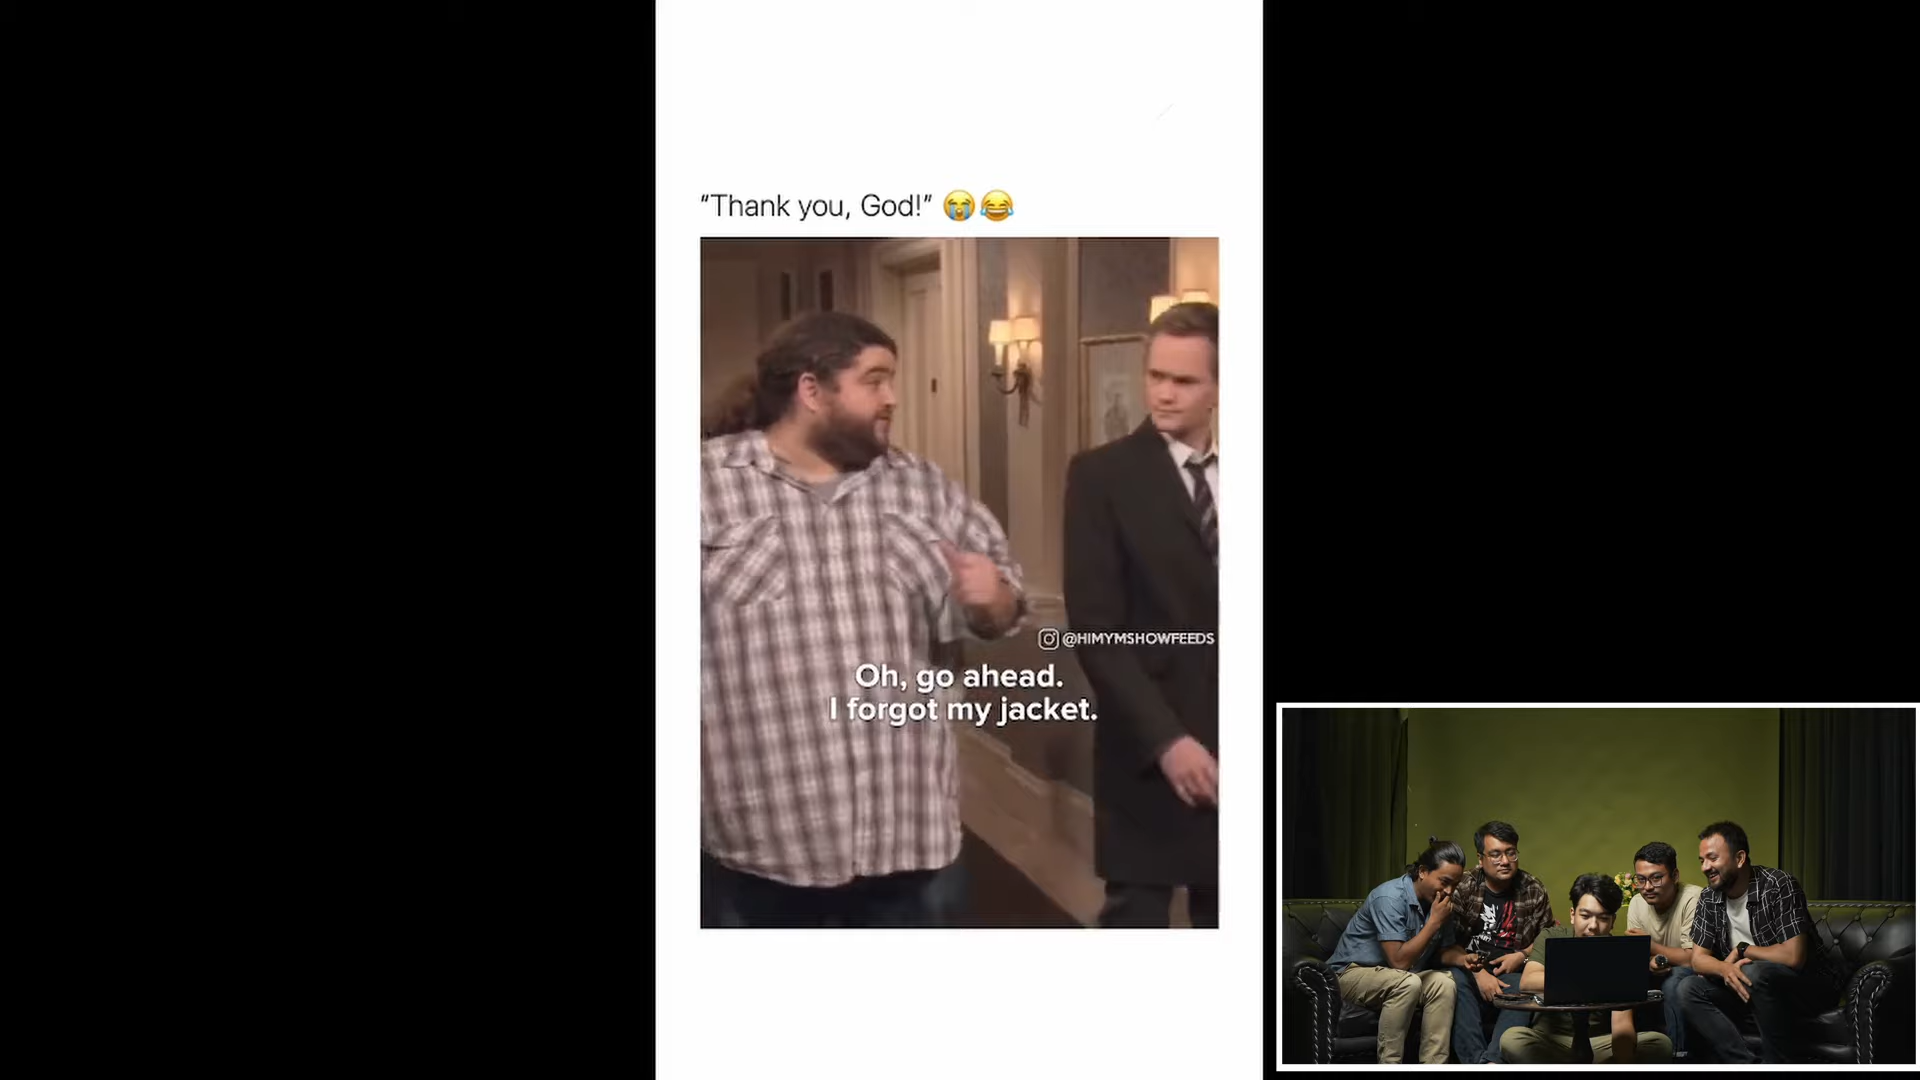 "Thank you, God!" 😭😂
@HIMYMSHOWFEEDS
Oh, go ahead.
I forgot my jacket.